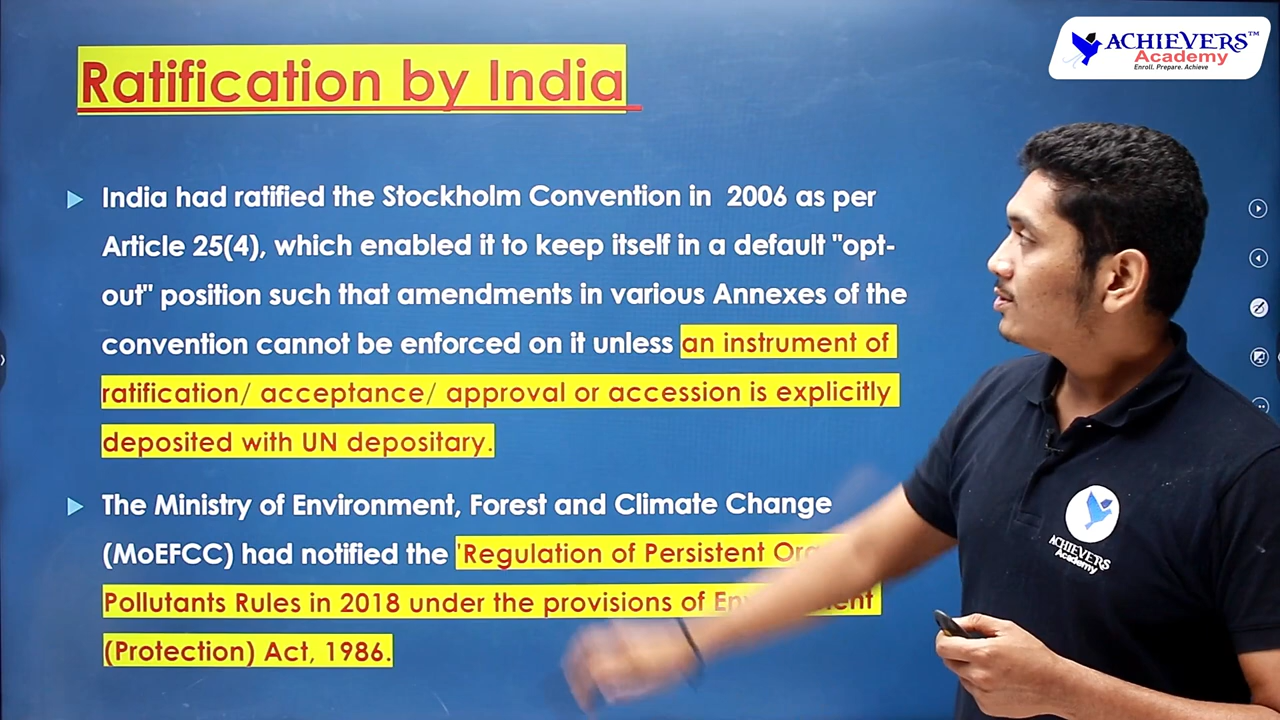 ACHIEVERS™
Academy
Enroll. Prepare. Achieve
Ratification by India
India had ratified the Stockholm Convention in 2006 as per
Article 25(4), which enabled it to keep itself in a default "opt-
out" position such that amendments in various Annexes of the
convention cannot be enforced on it unless an instrument of
ratification/ acceptance/ approval or accession is explicitly
deposited with UN depositary.
The Ministry of Environment, Forest and Climate Change
(MoEFCC) had notified the 'Regulation of Persistent
Pollutants Rules in 2018 under the provisions of
(Protection) Act, 1986.
ACHIEVERS
Academy